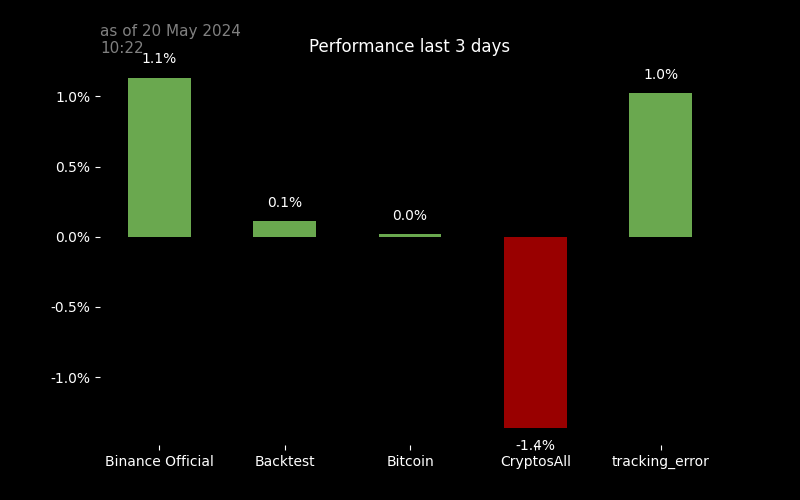 as of 20 May 2024
10:22
Performance last 3 days
1.1%
0.1%
0.0%
-1.4%
1.0%
1.0%
0.5%
0.0%
-0.5%
-1.0%
Binance Official
Backtest
Bitcoin
CryptosAll
tracking_error